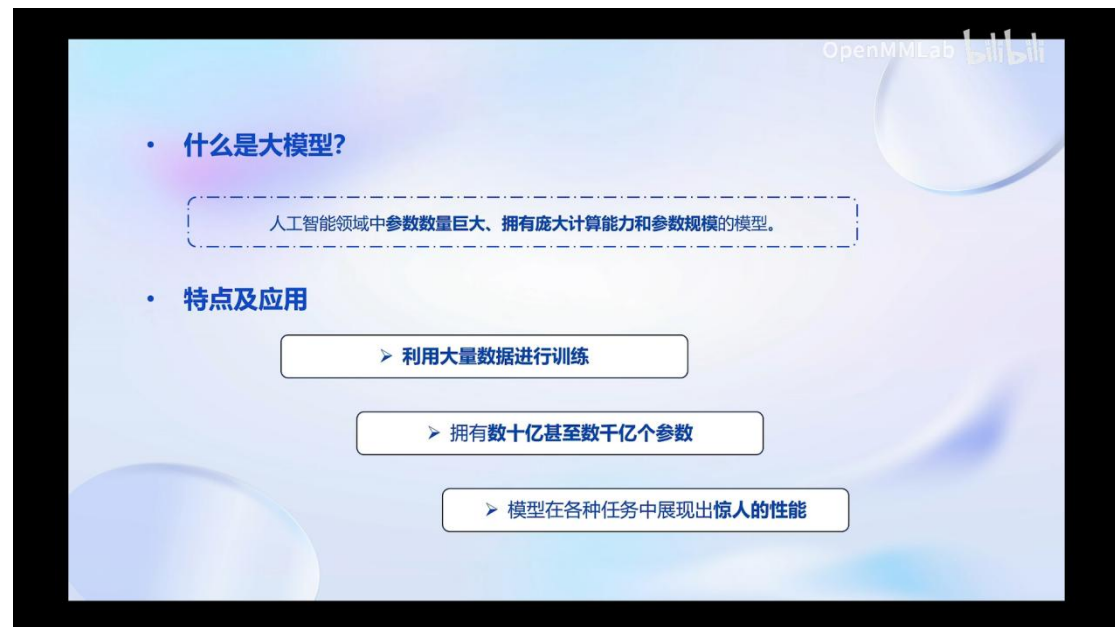 OpenMMLab bilibili
• 什么是大模型?
人工智能领域中参数数量巨大、拥有庞大计算能力和参数规模的模型。
• 特点及应用
➢ 利用大量数据进行训练
➢ 拥有数十亿甚至数千亿个参数
➢ 模型在各种任务中展现出惊人的性能